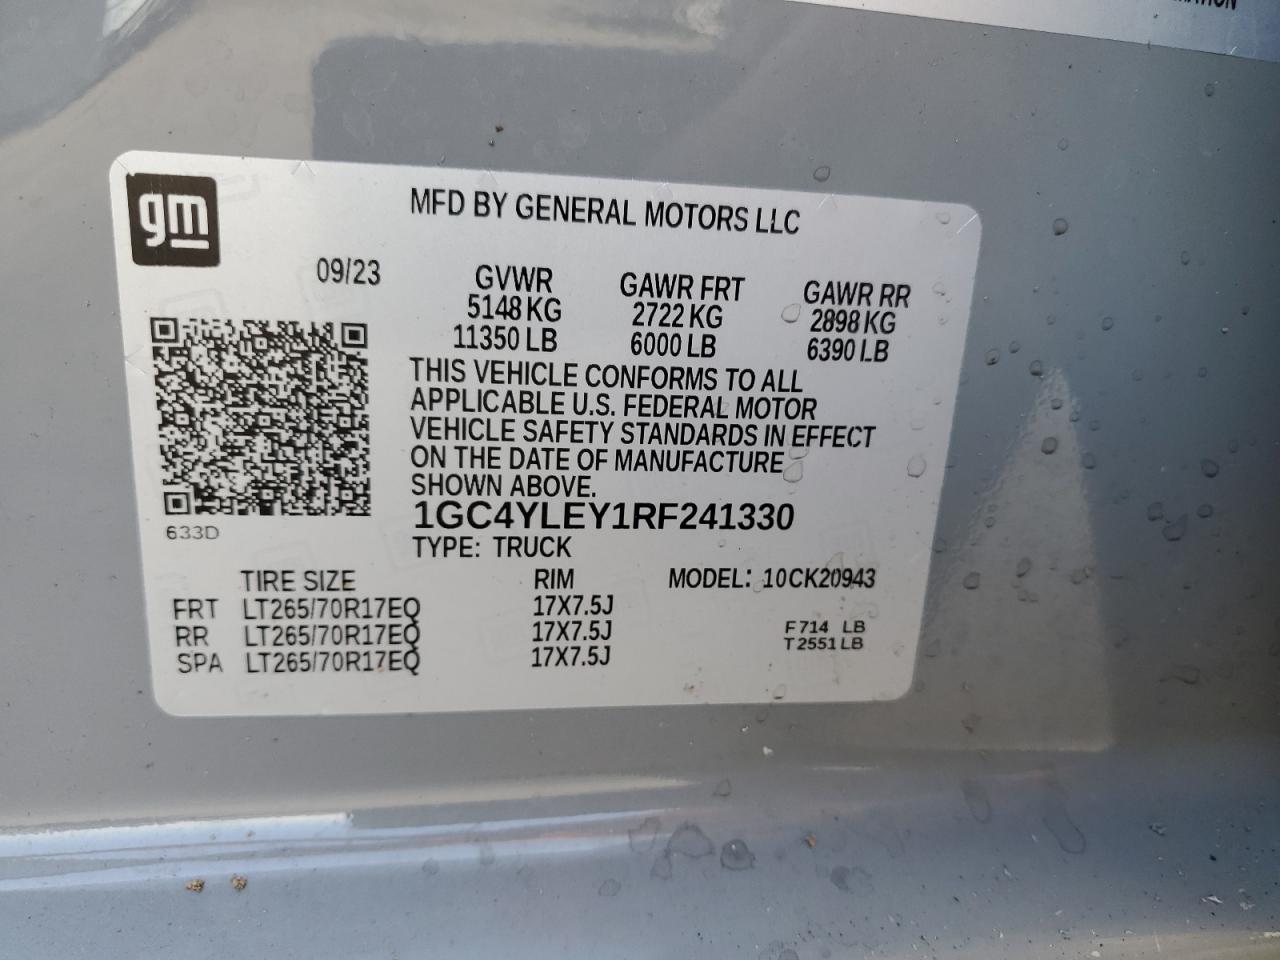 gm
MFD BY GENERAL MOTORS LLC
09/23
GVWR GAWR FRT GAWR RR
5148 KG 2722 KG 2898 KG
11350 LB 6000 LB 6390 LB
THIS VEHICLE CONFORMS TO ALL
APPLICABLE U.S. FEDERAL MOTOR
VEHICLE SAFETY STANDARDS IN EFFECT
ON THE DATE OF MANUFACTURE
SHOWN ABOVE.
633D
1GC4YLEY1RF241330
TYPE: TRUCK
TIRE SIZE RIM MODEL: 10CK20943
FRT LT265/70R17EQ 17X7.5J
RR LT265/70R17EQ 17X7.5J F714 LB
SPA LT265/70R17EQ 17X7.5J T2551 LB